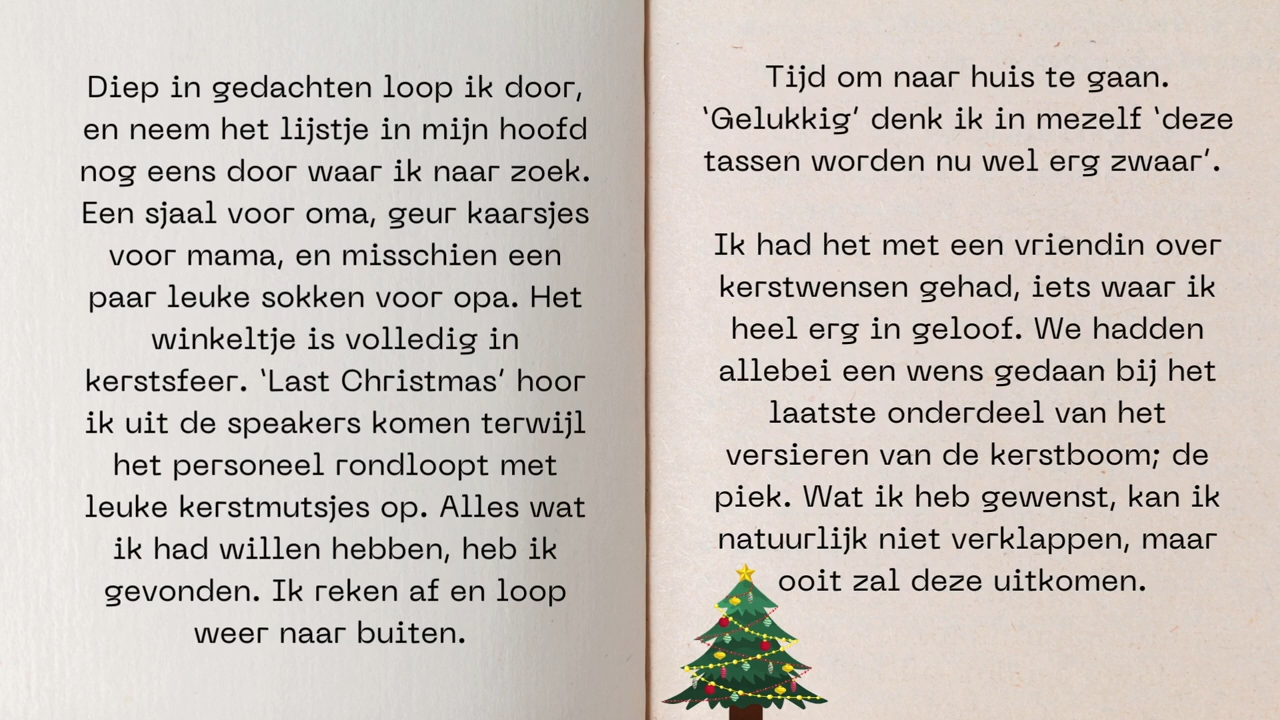 Diep in gedachten loop ik door,
en neem het lijstje in mijn hoofd
nog eens door waar ik naar zoek.
Een sjaal voor oma, geur kaarsjes
voor mama, en misschien een
paar leuke sokken voor opa. Het
winkeltje is volledig in
kerstsfeer. ‘Last Christmas’ hoor
ik uit de speakers komen terwijl
het personeel rondloopt met
leuke kerstmutsjes op. Alles wat
ik had willen hebben, heb ik
gevonden. Ik reken af en loop
weer naar buiten.
Tijd om naar huis te gaan.
‘Gelukkig’ denk ik in mezelf ‘deze
tassen worden nu wel erg zwaar’.
Ik had het met een vriendin over
kerstwensen gehad, iets waar ik
heel erg in geloof. We hadden
allebei een wens gedaan bij het
laatste onderdeel van het
versieren van de kerstboom; de
piek. Wat ik heb gewenst, kan ik
natuurlijk niet verklappen, maar
ooit zal deze uitkomen.